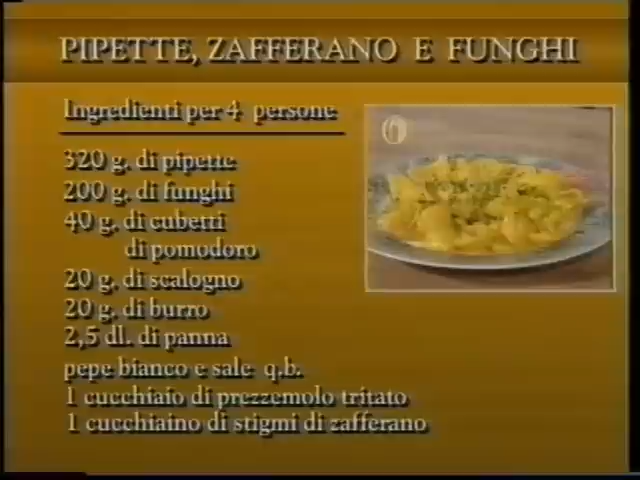 PIPETTE, ZAFFERANO E FUNGHI
Ingredienti per 4 persone
320 g. di pipette
200 g. di funghi
40 g. di cubetti
di pomodoro
20 g. di scalogno
20 g. di burro
2,5 dl. di panna
pepe bianco e sale q.b.
1 cucchiaio di prezzemolo tritato
1 cucchiaino di stigmi di zafferano